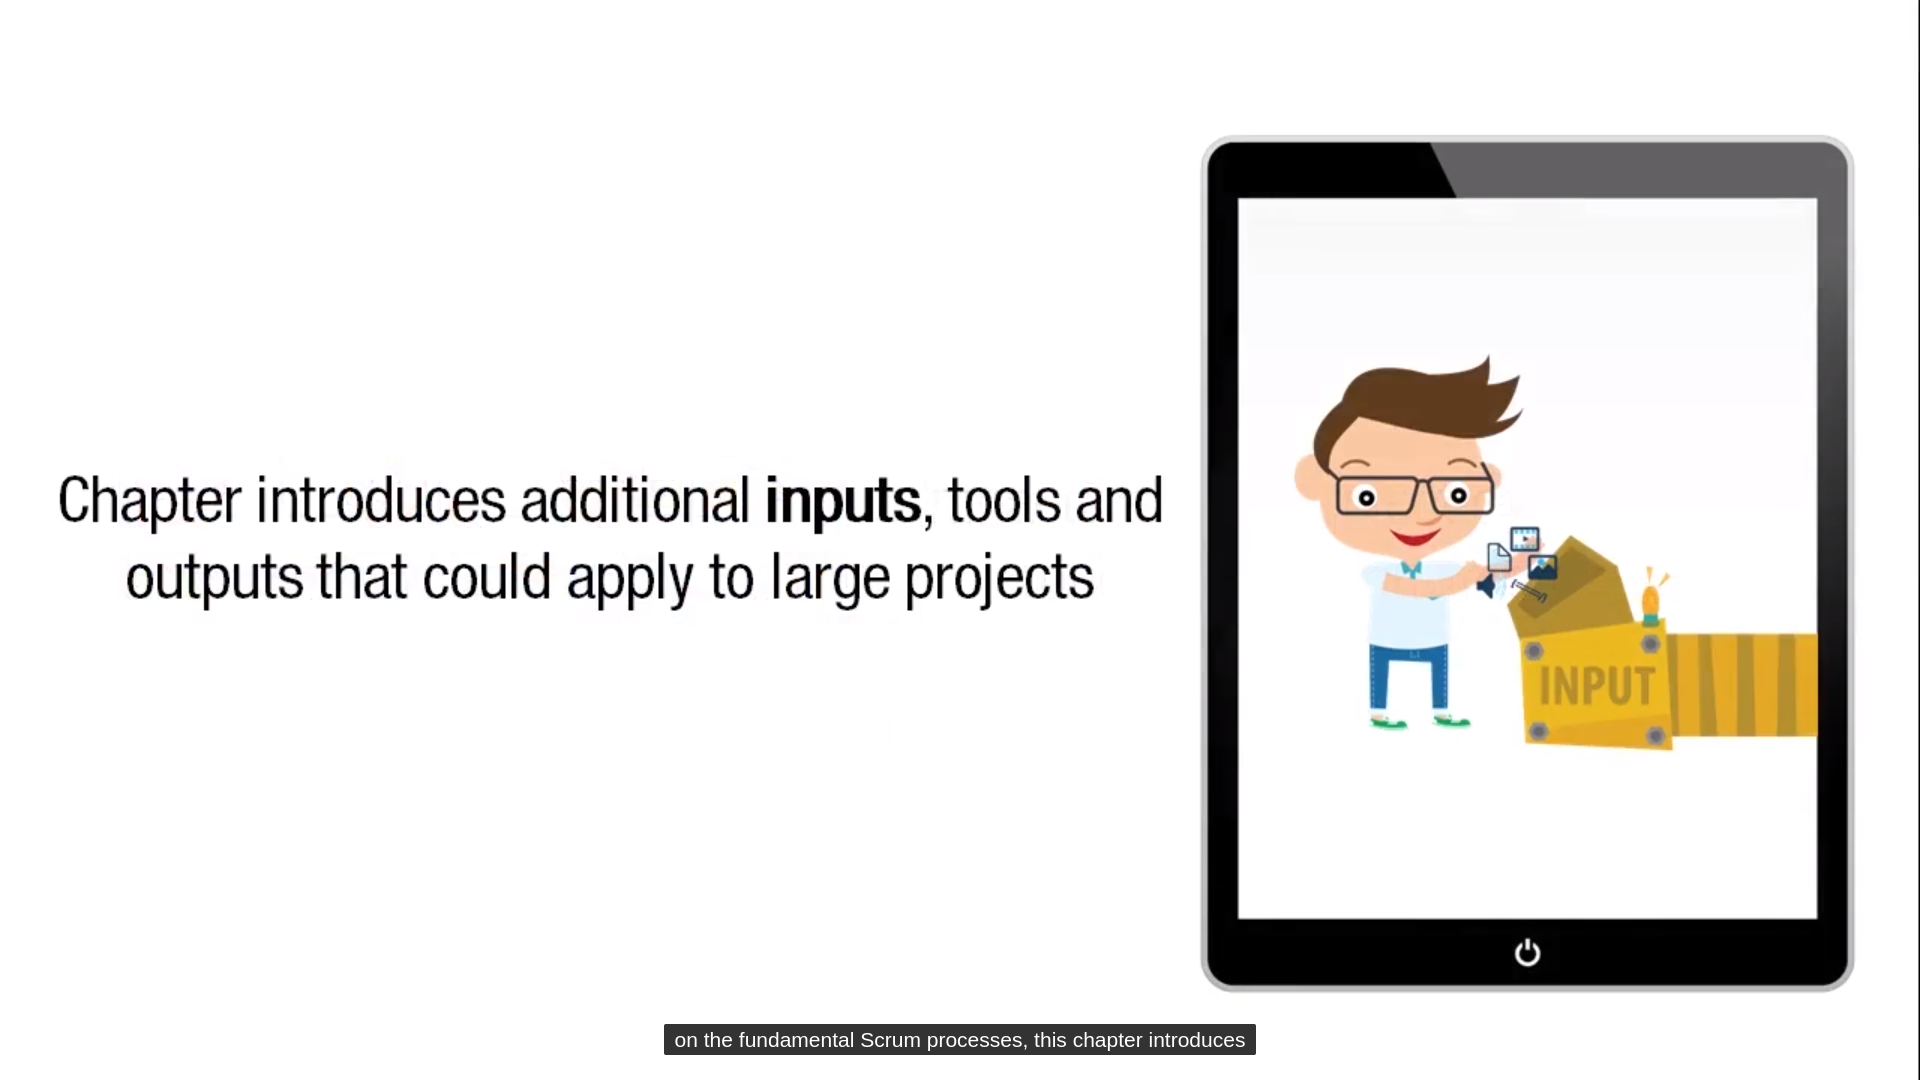 Chapter introduces additional inputs, tools and
outputs that could apply to large projects
INPUT
on the fundamental Scrum processes, this chapter introduces